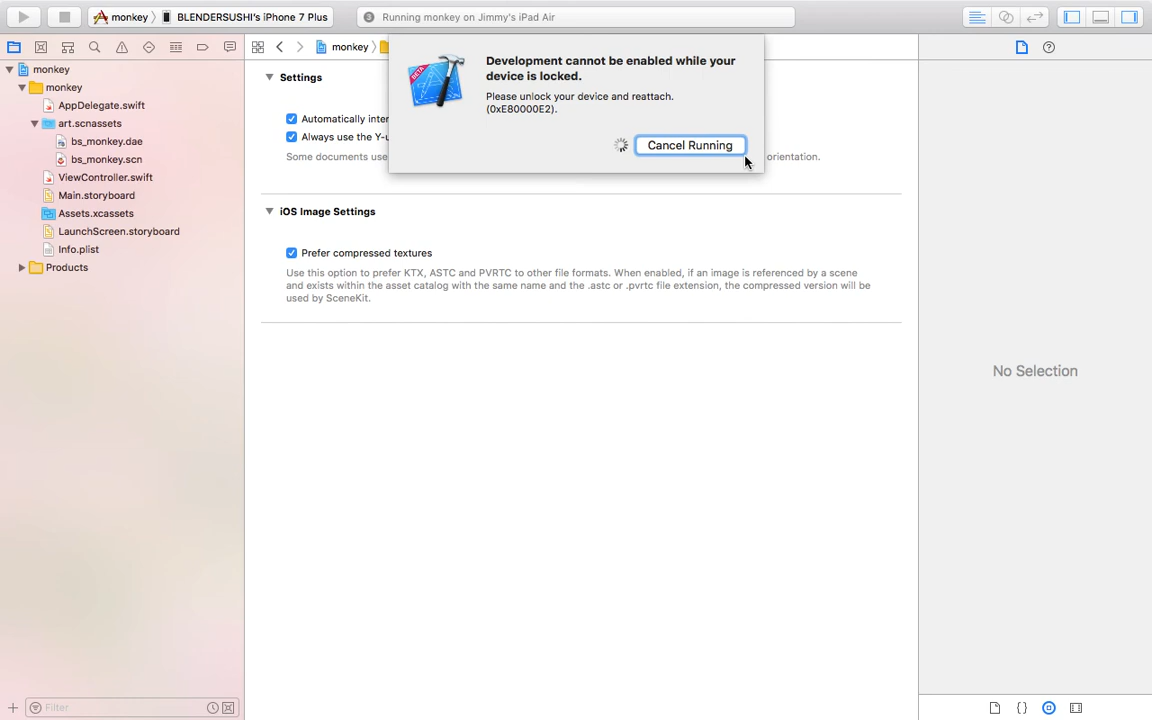 monkey
BLENDERSUSHI's iPhone 7 Plus
3 Running monkey on Jimmy's iPad Air
monkey
monkey
AppDelegate.swift
art.scnassets
bs_monkey.dae
bs_monkey.scn
ViewController.swift
Main.storyboard
Assets.xcassets
LaunchScreen.storyboard
Info.plist
Products
Filter
monkey
BETA
Development cannot be enabled while your
device is locked.
Please unlock your device and reattach.
(0xE80000E2).
Cancel Running
Settings
Automatically inter
Always use the Y-u
Some documents use
orientation.
iOS Image Settings
Prefer compressed textures
Use this option to prefer KTX, ASTC and PVRTC to other file formats. When enabled, if an image is referenced by a scene
and exists within the asset catalog with the same name and the .astc or .pvrtc file extension, the compressed version will be
used by SceneKit.
No Selection